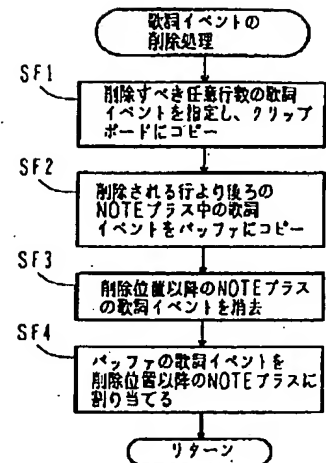 歌詞イベントの
削除処理
SF1
削除すべき任意行数の歌詞
イベントを指定し、クリップ
ボードにコピー
SF2
削除される行より後ろの
NOTEプラス中の歌詞
イベントをバッファにコピー
SF3
削除位置以降のNOTEプラス
の歌詞イベントを消去
SF4
バッファの歌詞イベントを
削除位置以降のNOTEプラスに
割り当てる
リターン